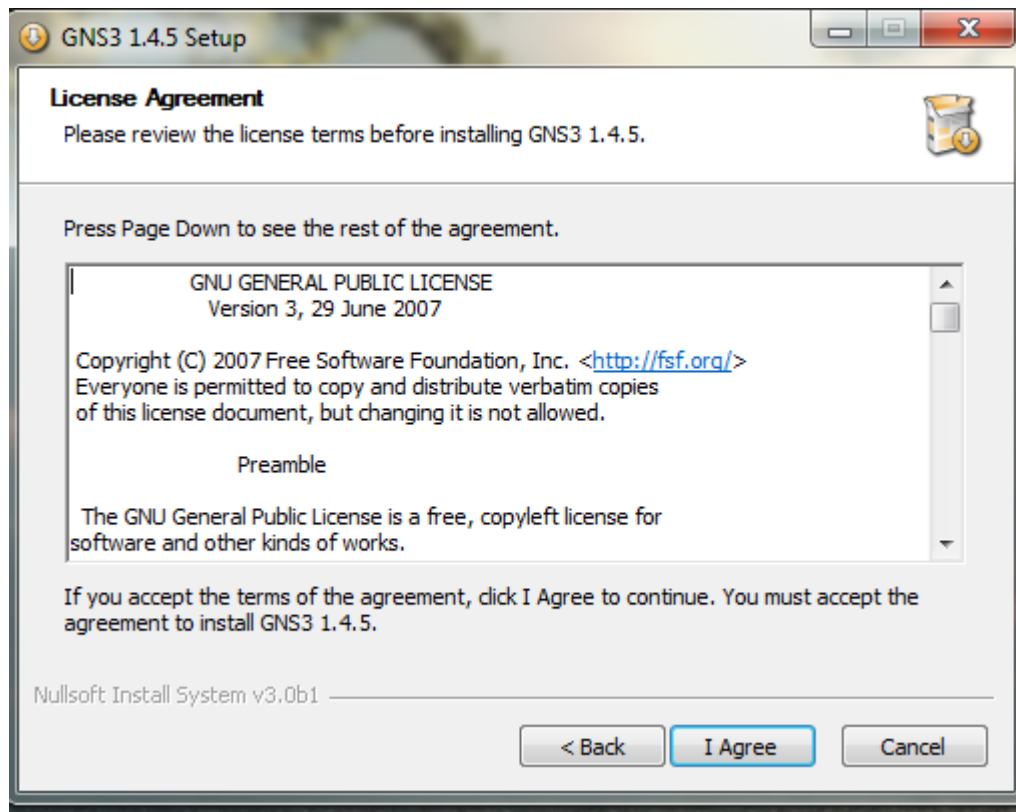 GNS3 1.4.5 Setup
License Agreement
Please review the license terms before installing GNS3 1.4.5.
Press Page Down to see the rest of the agreement.
GNU GENERAL PUBLIC LICENSE
Version 3, 29 June 2007
Copyright (C) 2007 Free Software Foundation, Inc. <http://fsf.org/>
Everyone is permitted to copy and distribute verbatim copies
of this license document, but changing it is not allowed.
Preamble
The GNU General Public License is a free, copyleft license for
software and other kinds of works.
If you accept the terms of the agreement, click I Agree to continue. You must accept the
agreement to install GNS3 1.4.5.
Nullsoft Install System v3.0b1
< Back I Agree Cancel